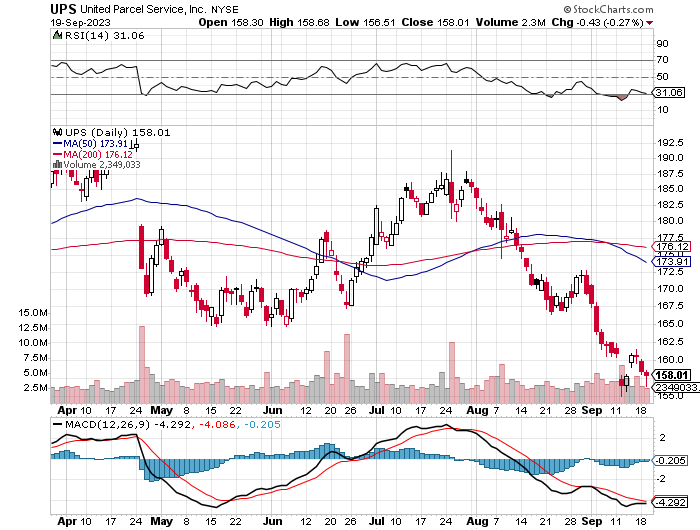 UPS United Parcel Service, Inc. NYSE © StockCharts.com
19-Sep-2023 Open 158.30 High 158.68 Low 156.51 Close 158.01 Volume 2.3M Chg -0.43 (-0.27%)
RSI(14) 31.06
90
70
50
31.06
10
UPS (Daily) 158.01
MA(50) 173.91
MA(200) 176.12
Volume 2,349,033
192.5
190.0
187.5
185.0
182.5
180.0
177.5
176.12
175.0
173.91
172.5
170.0
167.5
165.0
162.5
160.0
158.01
2349033
155.0
15.0M
12.5M
10.0M
7.5M
5.0M
2.5M
Apr 10 17 24 May 8 15 22 Jun 12 20 26 Jul 10 17 24 Aug 7 14 21 28 Sep 11 18
MACD(12,26,9) -4.292, -4.086, -0.205
2
-0.205
-2
-4.292
Apr 10 17 24 May 8 15 22 Jun 12 20 26 Jul 10 17 24 Aug 7 14 21 28 Sep 11 18